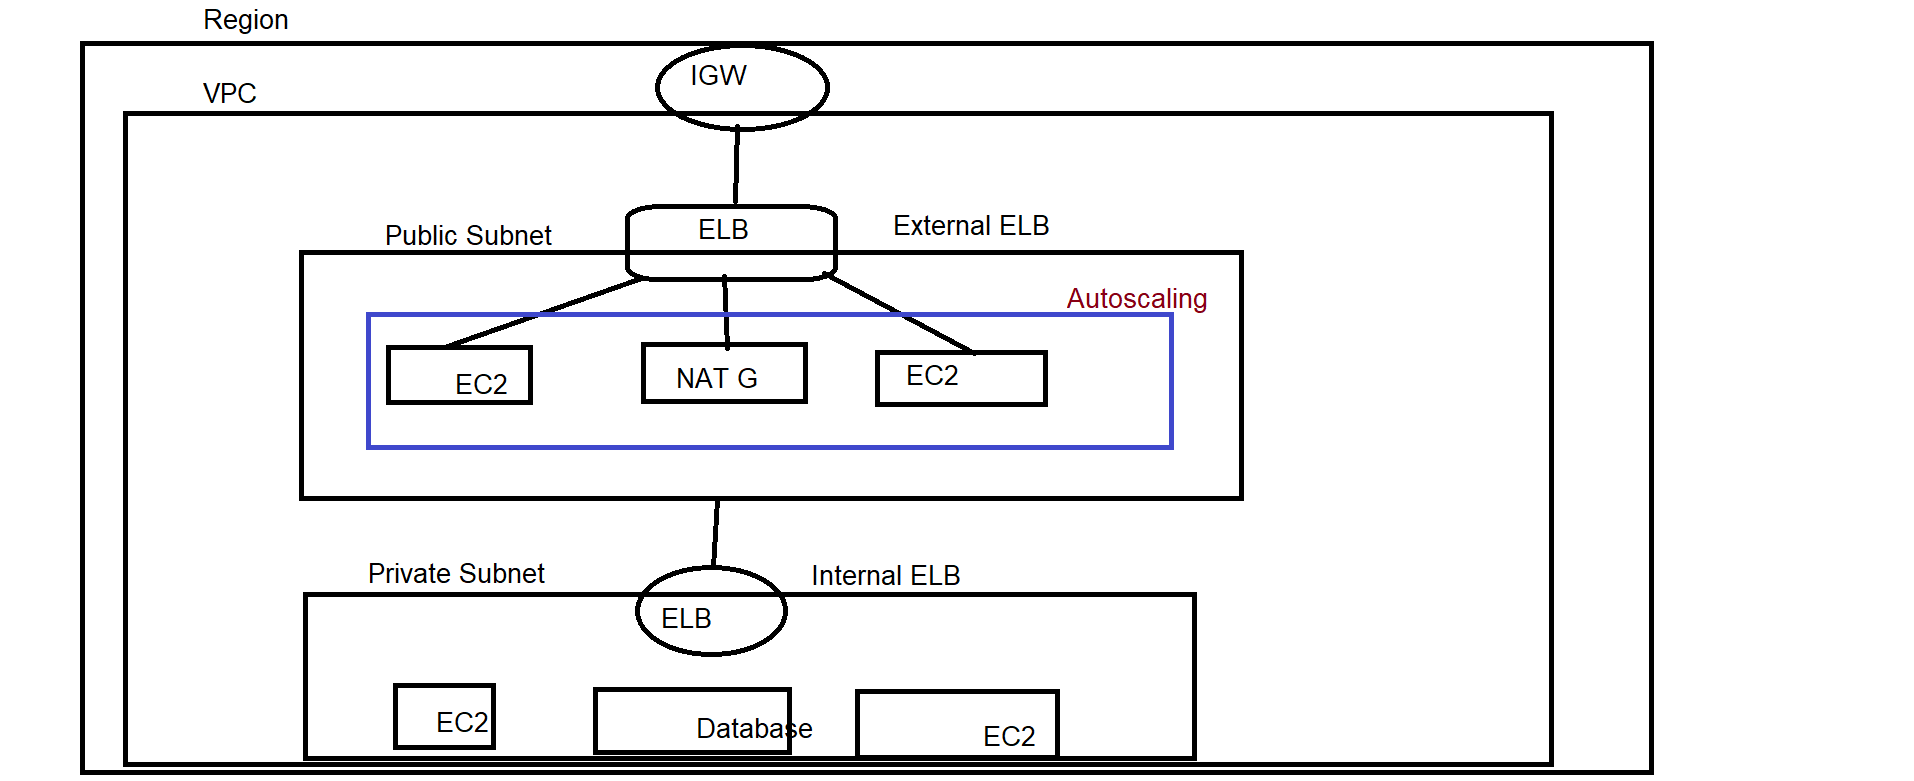 Region
IGW
VPC
ELB
External ELB
Public Subnet
Autoscaling
EC2
NAT G
EC2
Private Subnet
Internal ELB
ELB
EC2
Database
EC2